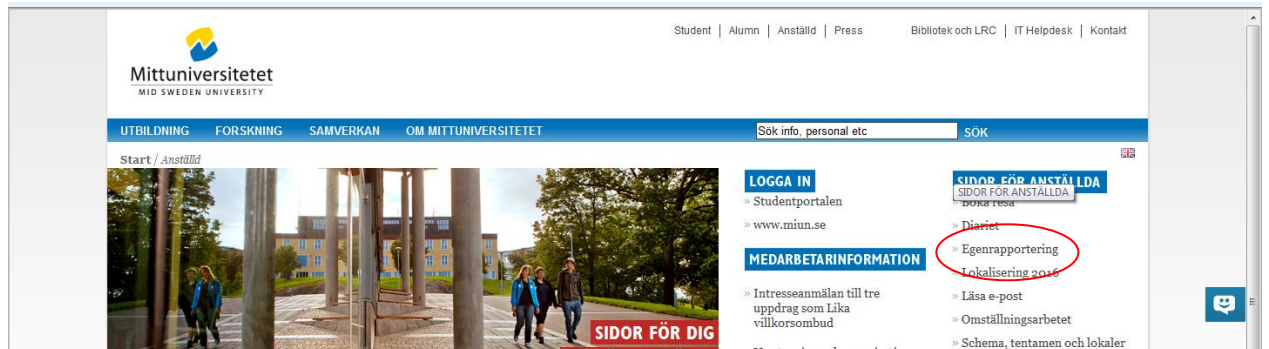 Student | Alumn | Anställd | Press Bibliotek och LRC | IT Helpdesk | Kontakt
Mittuniversitetet
MID SWEDEN UNIVERSITY
UTBILDNING FORSKNING SAMVERKAN OM MITTUNIVERSITETET Sök info, personal etc SÖK
Start / Anställd
SIDOR FÖR DIG
LOGGA IN
» Studentportalen
» www.miun.se
MEDARBETARINFORMATION
» Intresseanmälan till tre
uppdrag som Lika
villkorsombud
SIDOR FÖR ANSTÄLLDA
SIDOR FÖR ANSTÄLLDA
» Boka resa
» Diariet
» Egenrapportering
» Lokalisering 2016
» Läsa e-post
» Omställningsarbetet
» Schema, tentamen och lokaler